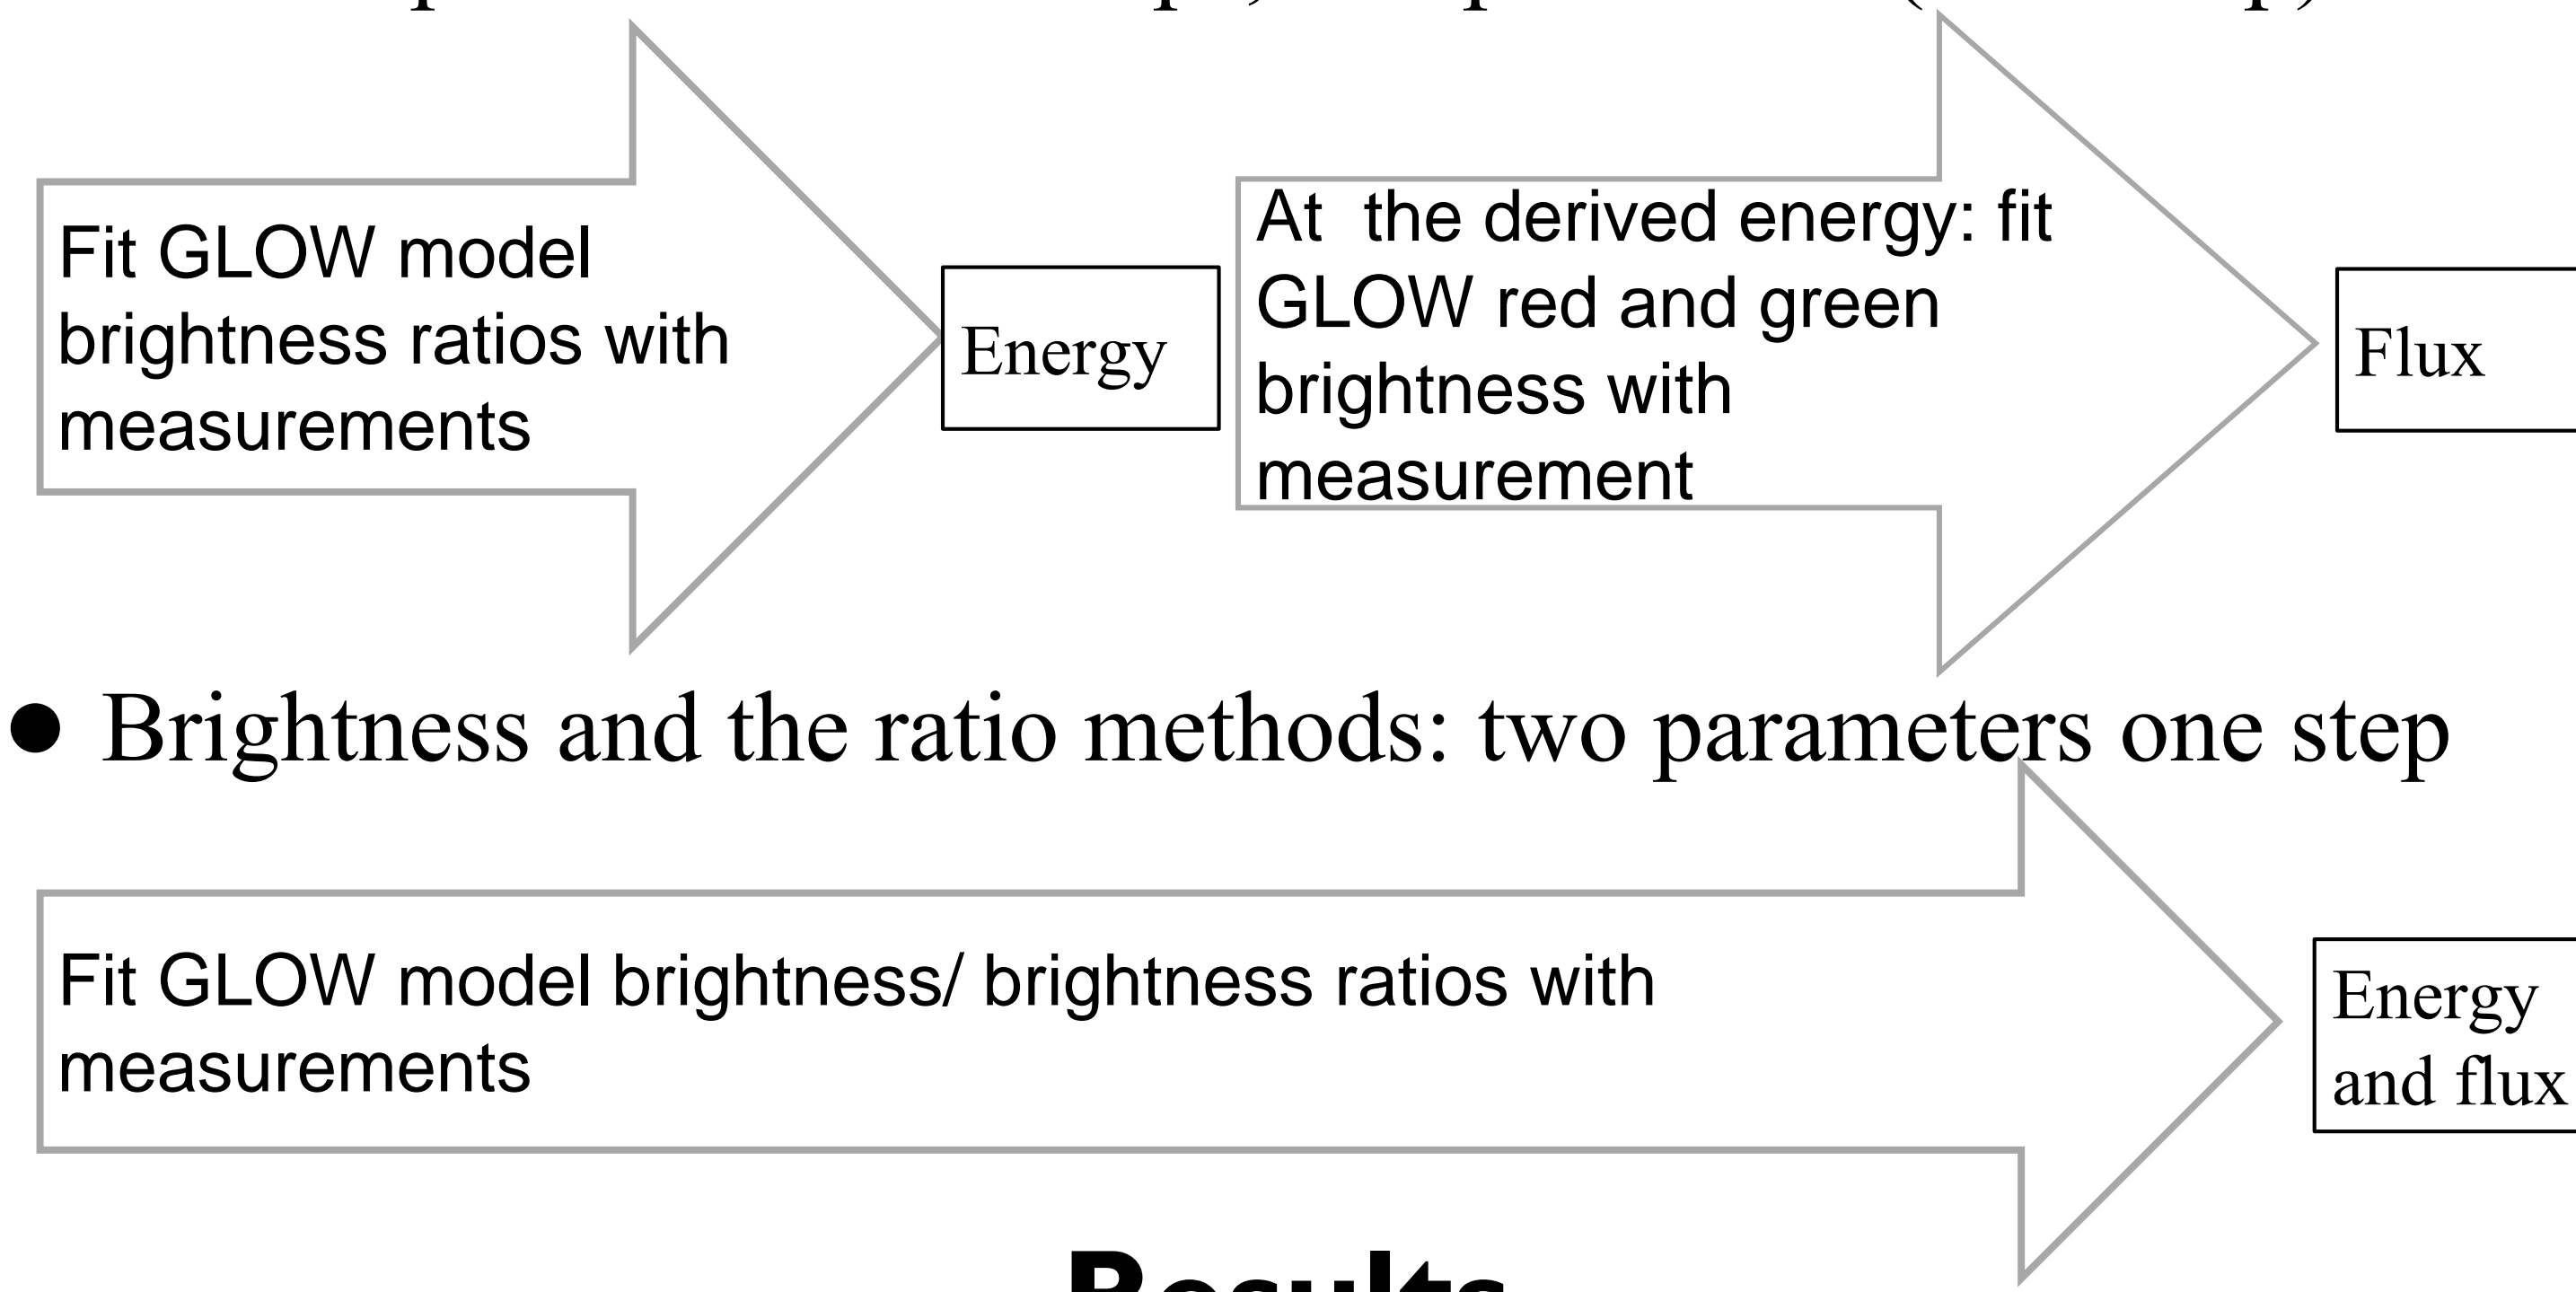 Fit GLOW model
brightness ratios with
measurements
Energy
At  the derived energy: fit
GLOW red and green
brightness with
measurement
Flux
● Brightness and the ratio methods: two parameters one step
Fit GLOW model brightness/ brightness ratios with
measurements
Energy
and flux
Results